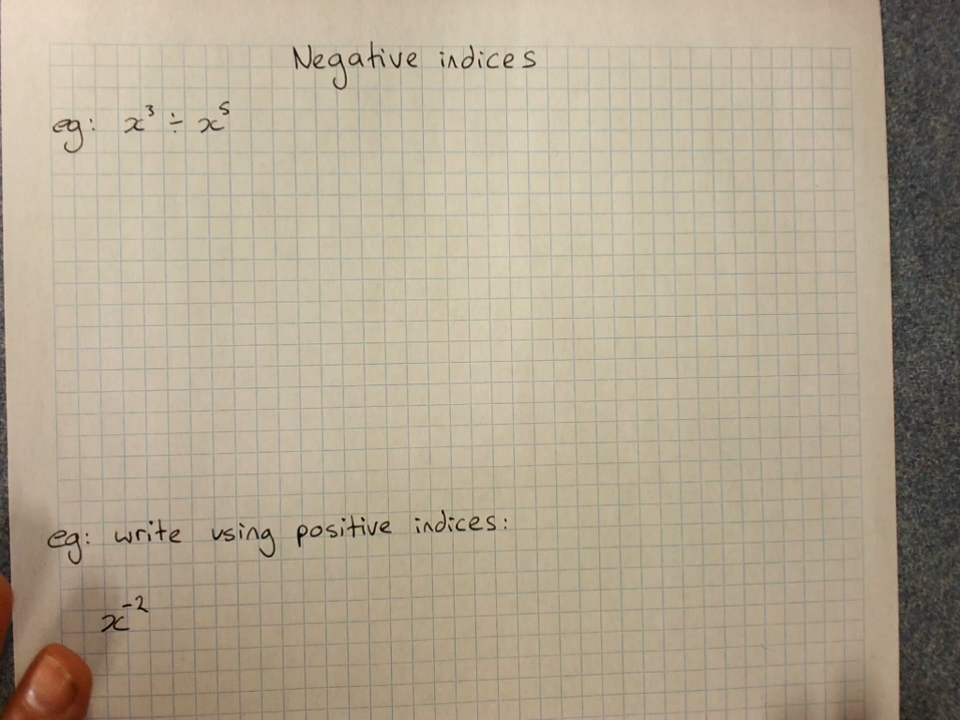 Negative indices
eg: x³ ÷ x⁵
eg: write using positive indices:
x⁻²